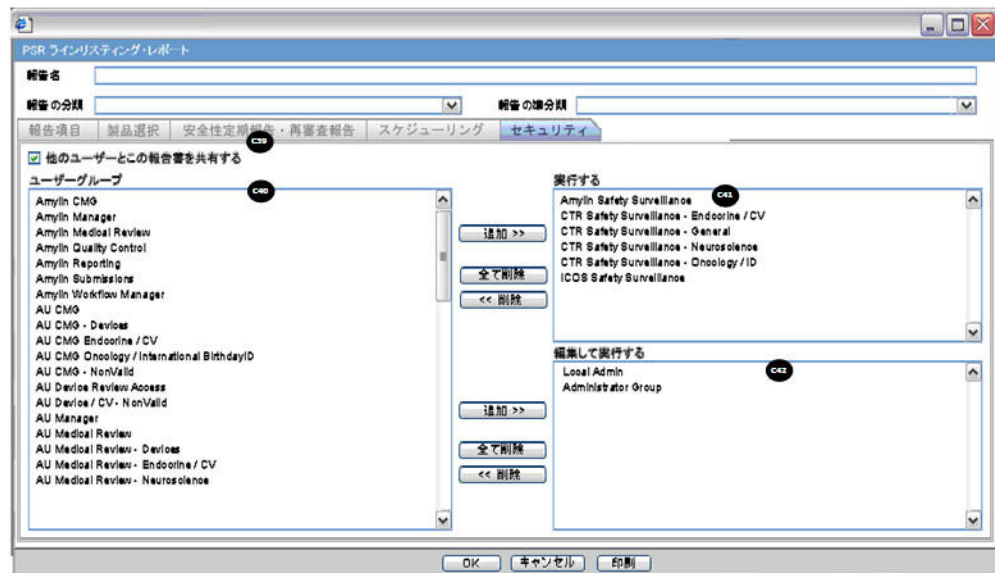 PSR ラインリスティング・レポート
報告名
報告の分類
報告の準分類
報告項目 製品選択 安全性定期報告・再審査報告 スケジューリング セキュリティ
C39
他のユーザーとこの報告書を共有する
ユーザーグループ
C40
Amylin CMG
Amylin Manager
Amylin Medical Review
Amylin Quality Control
Amylin Reporting
Amylin Submissions
Amylin Workflow Manager
AU CMG
AU CMG - Devices
AU CMG Endocrine / CV
AU CMG Oncology / International BirthdayID
AU CMG - NonValid
AU Device Review Access
AU Device / CV - NonValid
AU Manager
AU Medical Review
AU Medical Review - Devices
AU Medical Review - Endocrine / CV
AU Medical Review - Neuroscience
追加 >>
全て削除
<< 削除
追加 >>
全て削除
<< 削除
実行する
C41
Amylin Safety Surveillance
CTR Safety Surveillance - Endocrine / CV
CTR Safety Surveillance - General
CTR Safety Surveillance - Neuroscience
CTR Safety Surveillance - Oncology / ID
ICOS Safety Surveillance
編集して実行する
C42
Local Admin
Administrator Group
OK キャンセル 印刷